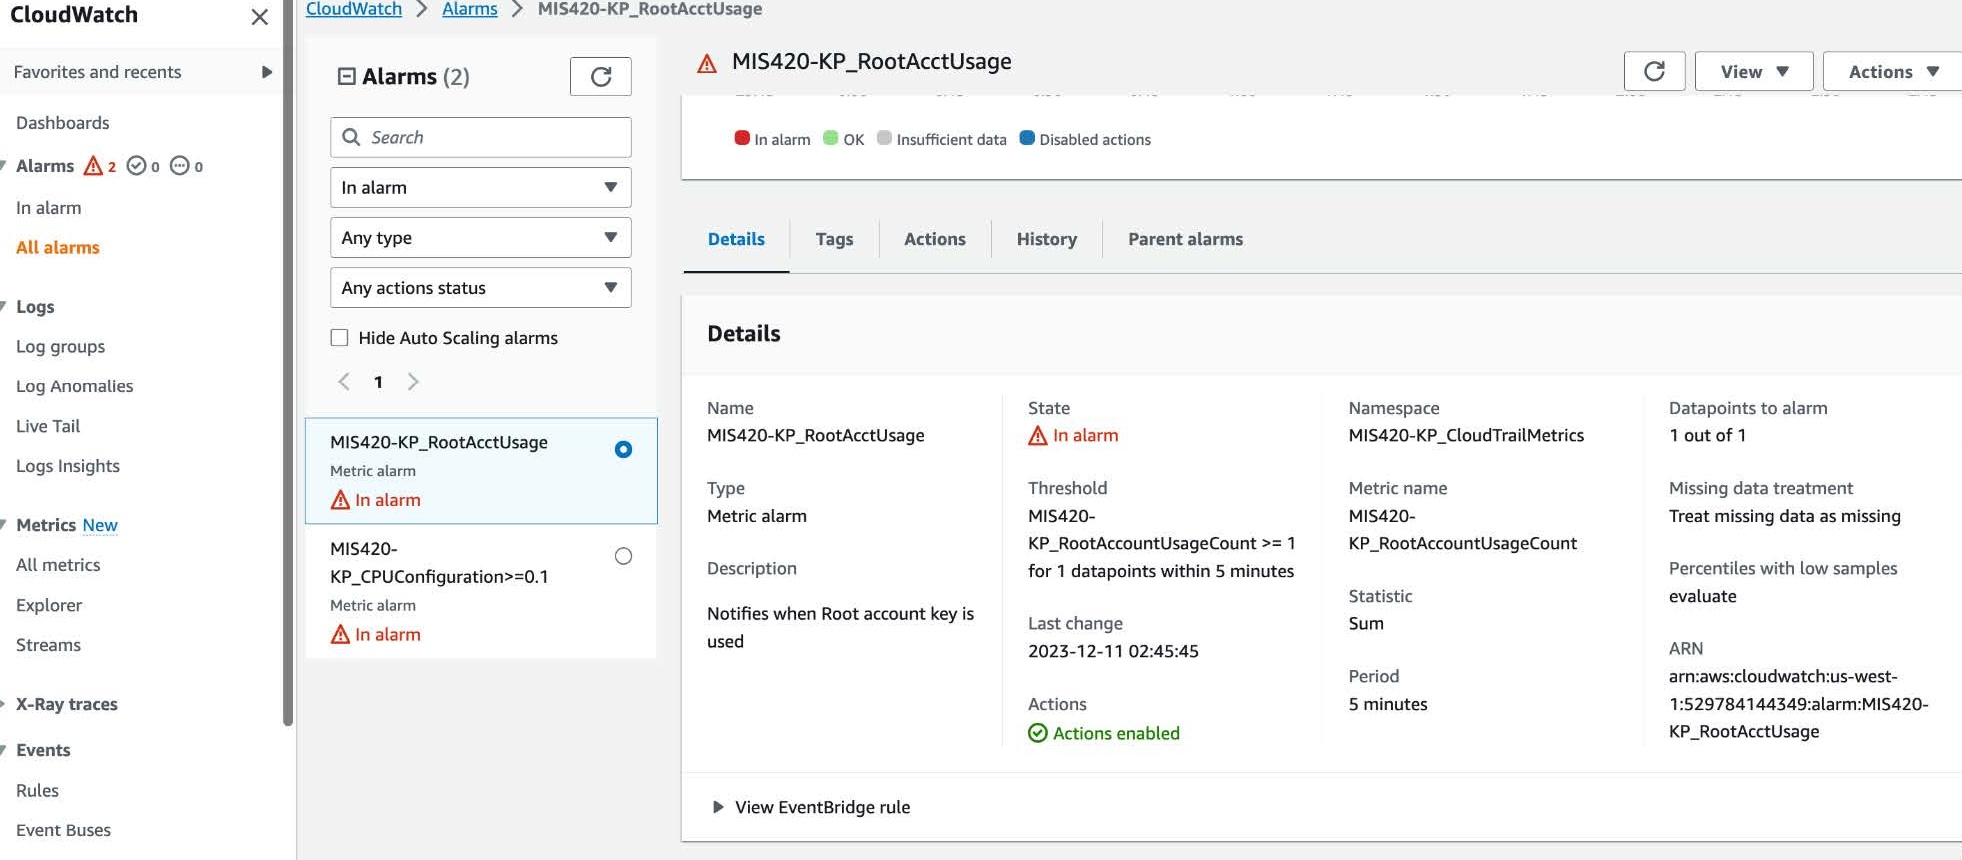 CloudWatch
Favorites and recents
Dashboards
Alarms 2 0 0
In alarm
All alarms
Logs
Log groups
Log Anomalies
Live Tail
Logs Insights
Metrics New
All metrics
Explorer
Streams
X-Ray traces
Events
Rules
Event Buses
CloudWatch > Alarms > MIS420-KP_RootAcctUsage
Alarms (2)
Search
In alarm
Any type
Any actions status
Hide Auto Scaling alarms
1
MIS420-KP_RootAcctUsage
Metric alarm
In alarm
MIS420-
KP_CPUConfiguration>=0.1
Metric alarm
In alarm
MIS420-KP_RootAcctUsage
View
Actions
In alarm OK Insufficient data Disabled actions
Details Tags Actions History Parent alarms
Details
Name
MIS420-KP_RootAcctUsage
Type
Metric alarm
Description
Notifies when Root account key is
used
State
In alarm
Threshold
MIS420-
KP_RootAccountUsageCount >= 1
for 1 datapoints within 5 minutes
Last change
2023-12-11 02:45:45
Actions
Actions enabled
Namespace
MIS420-KP_CloudTrailMetrics
Metric name
MIS420-
KP_RootAccountUsageCount
Statistic
Sum
Period
5 minutes
Datapoints to alarm
1 out of 1
Missing data treatment
Treat missing data as missing
Percentiles with low samples
evaluate
ARN
arn:aws:cloudwatch:us-west-
1:529784144349:alarm:MIS420-
KP_RootAcctUsage
View EventBridge rule